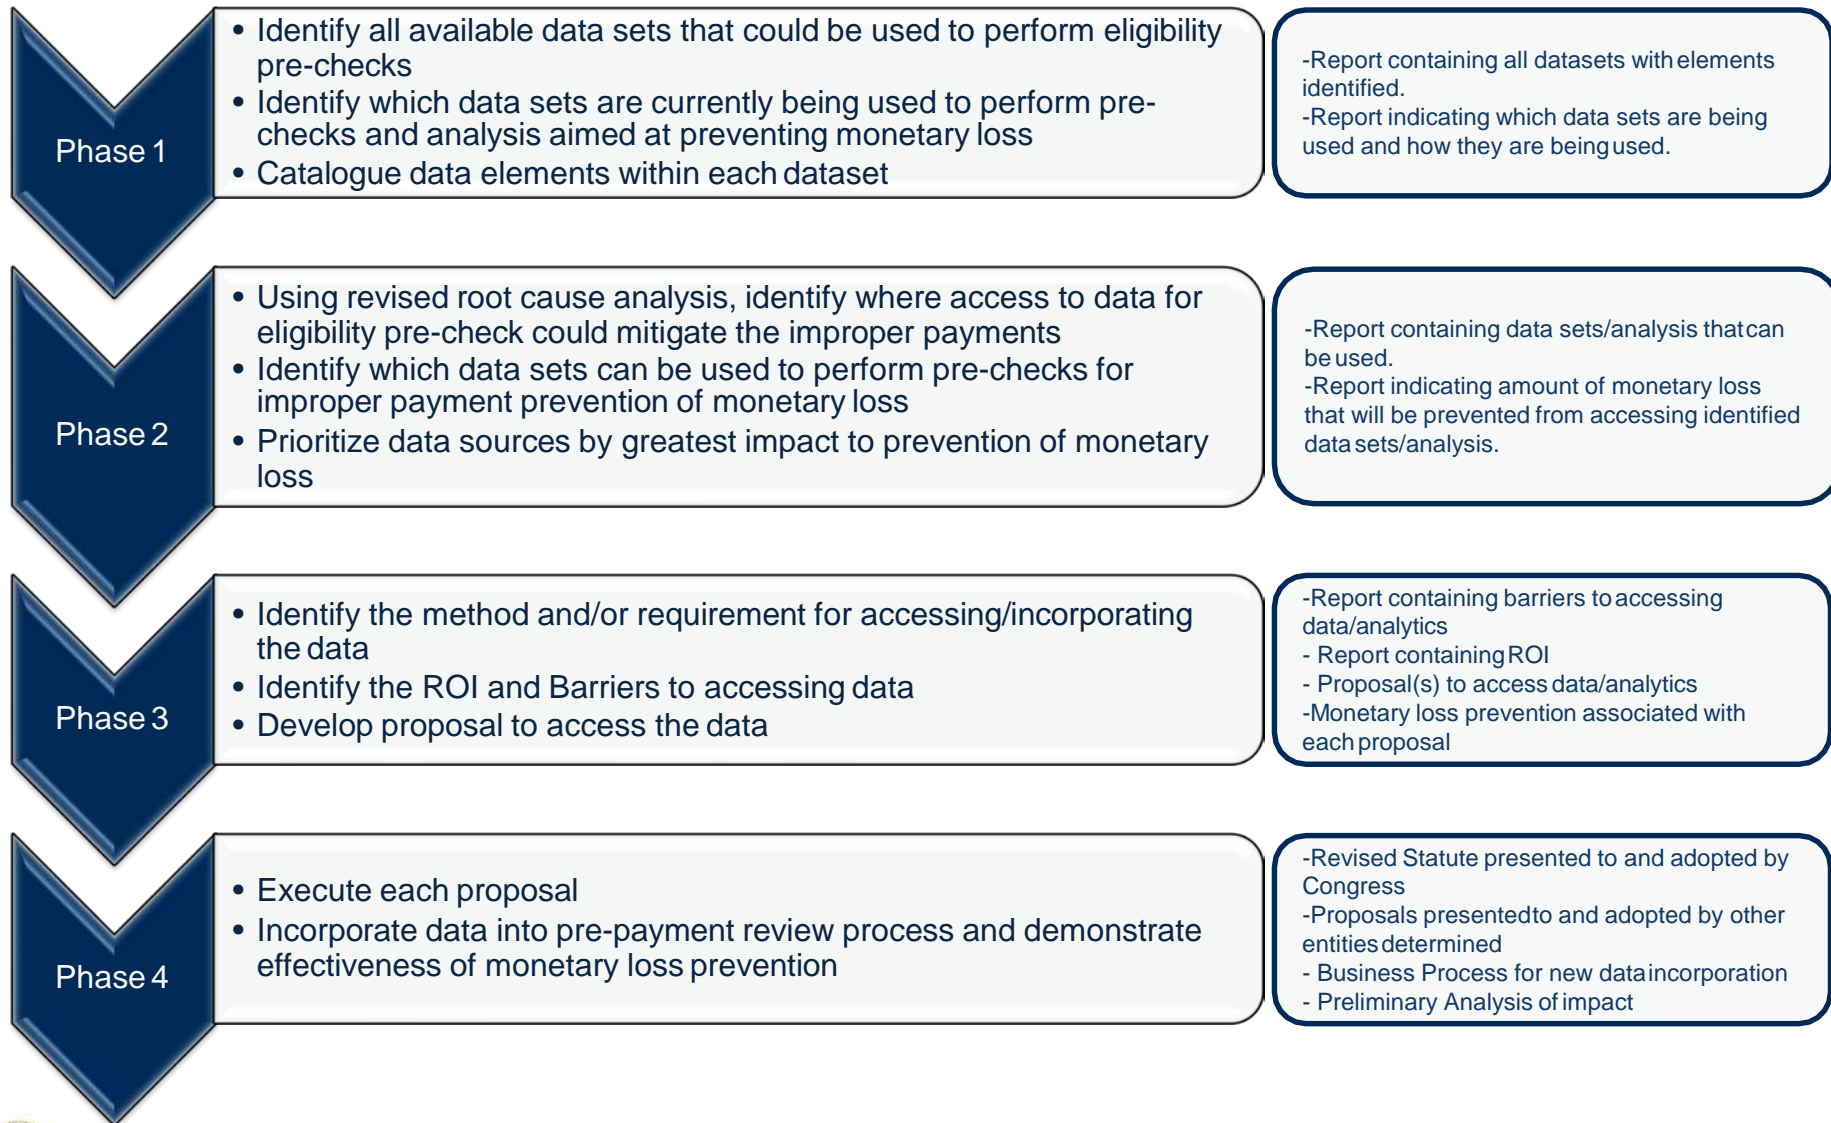 Phase 1
• Identify all available data sets that could be used to perform eligibility
pre-checks
• Identify which data sets are currently being used to perform pre-
checks and analysis aimed at preventing monetary loss
• Catalogue data elements within each dataset
-Report containing all datasets with elements
identified.
-Report indicating which data sets are being
used and how they are being used.
Phase 2
• Using revised root cause analysis, identify where access to data for
eligibility pre-check could mitigate the improper payments
• Identify which data sets can be used to perform pre-checks for
improper payment prevention of monetary loss
• Prioritize data sources by greatest impact to prevention of monetary
loss
-Report containing data sets/analysis that can
be used.
-Report indicating amount of monetary loss
that will be prevented from accessing identified
data sets/analysis.
Phase 3
• Identify the method and/or requirement for accessing/incorporating
the data
• Identify the ROI and Barriers to accessing data
• Develop proposal to access the data
-Report containing barriers to accessing
data/analytics
- Report containing ROI
- Proposal(s) to access data/analytics
-Monetary loss prevention associated with
each proposal
Phase 4
• Execute each proposal
• Incorporate data into pre-payment review process and demonstrate
effectiveness of monetary loss prevention
-Revised Statute presented to and adopted by
Congress
-Proposals presented to and adopted by other
entities determined
- Business Process for new data incorporation
- Preliminary Analysis of impact